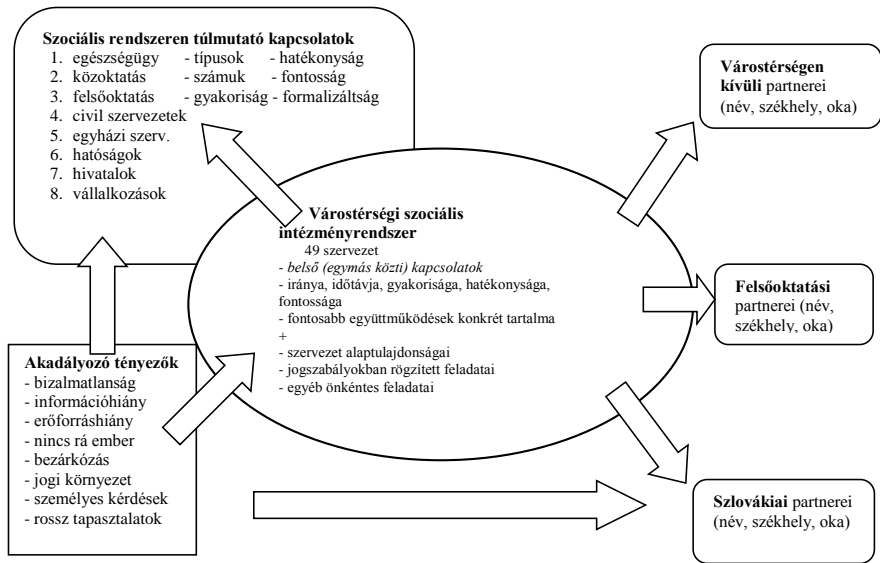 Szociális rendszeren túlmutató kapcsolatok
1. egészségügy - típusok - hatékonyság
2. közoktatás - számuk - fontosság
3. felsőoktatás - gyakoriság - formalizáltság
4. civil szervezetek
5. egyházi szerv.
6. hatóságok
7. hivatalok
8. vállalkozások
Várostérségen
kívüli partnerei
(név, székhely, oka)
Várostérségi szociális
intézményrendszer
49 szervezet
- belső (egymás közti) kapcsolatok
- iránya, időtávja, gyakorisága, hatékonysága,
fontossága
- fontosabb együttműködések konkrét tartalma
+
- szervezet alaptulajdonságai
- jogszabályokban rögzített feladatai
- egyéb önkéntes feladatai
Felsőoktatási
partnerei (név,
székhely, oka)
Akadályozó tényezők
- bizalmatlanság
- információhiány
- erőforráshiány
- nincs rá ember
- bezárkózás
- jogi környezet
- személyes kérdések
- rossz tapasztalatok
Szlovákiai partnerei
(név, székhely, oka)